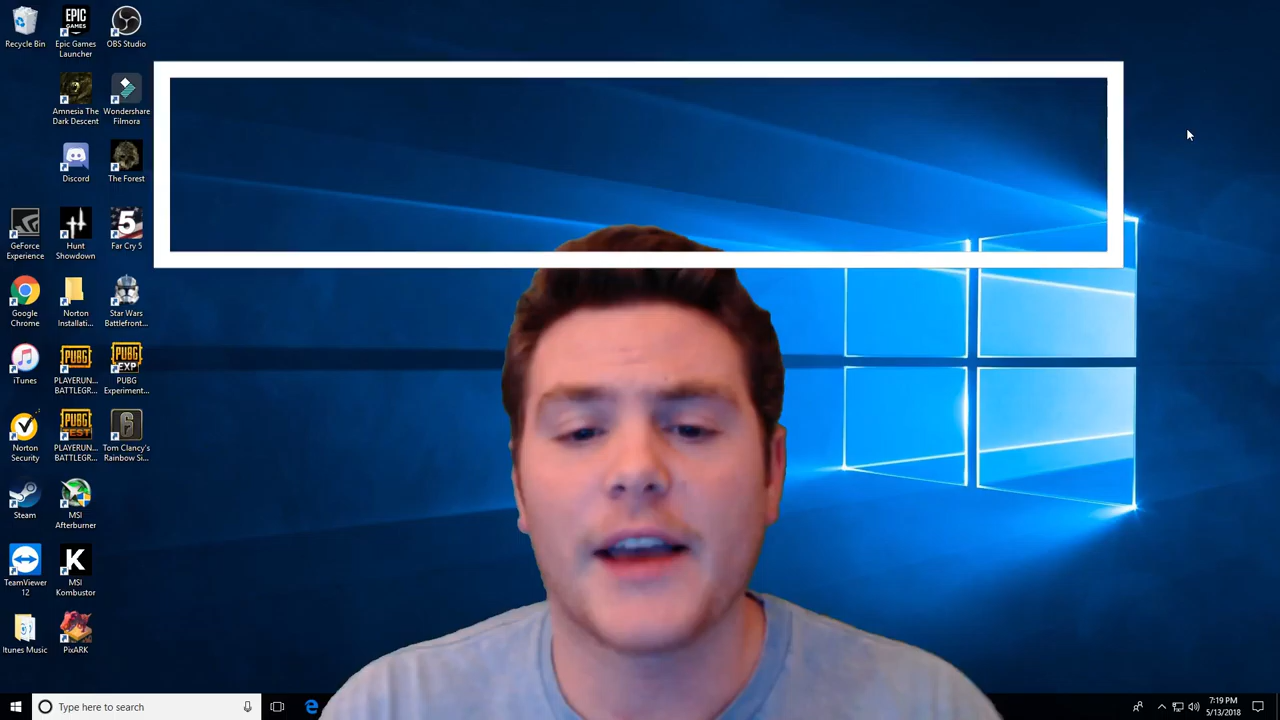 Recycle Bin
Epic Games
Launcher
OBS Studio
Amnesia The
Dark Descent
Wondershare
Filmora
Discord
The Forest
GeForce
Experience
Hunt
Showdown
Far Cry 5
Google
Chrome
Norton
Installati...
Star Wars
Battlefront...
iTunes
PLAYERUN...
BATTLEGR...
PUBG
Experiment...
Norton
Security
PLAYERUN...
BATTLEGR...
Tom Clancy's
Rainbow Si...
Steam
MSI
Afterburner
TeamViewer
12
MSI
Kombustor
Itunes Music
PixARK
EPIC
GAMES
5
PUBG
PUBG
EXP
PUBG
TEST
6
K
Type here to search
7:19 PM
5/13/2018